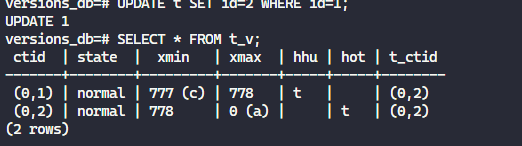 versions_db=# UPDATE t SET id=2 WHERE id=1;
UPDATE 1
versions_db=# SELECT * FROM t_v;
 ctid  | state  |  xmin   | xmax  | hhu | hot | t_ctid
-------+--------+---------+-------+-----+-----+--------
 (0,1) | normal | 777 (c) | 778   | t   |     | (0,2)
 (0,2) | normal | 778     | 0 (a) |     | t   | (0,2)
(2 rows)